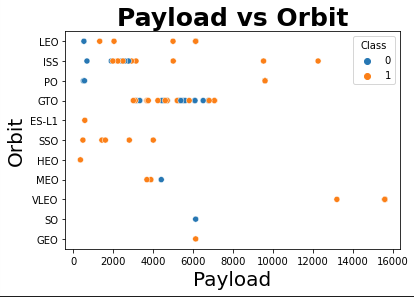 Payload vs Orbit
LEO
ISS
PO
GTO
ES-L1
SSO
HEO
MEO
VLEO
SO
GEO
Orbit
Class
0
1
0 2000 4000 6000 8000 10000 12000 14000 16000
Payload